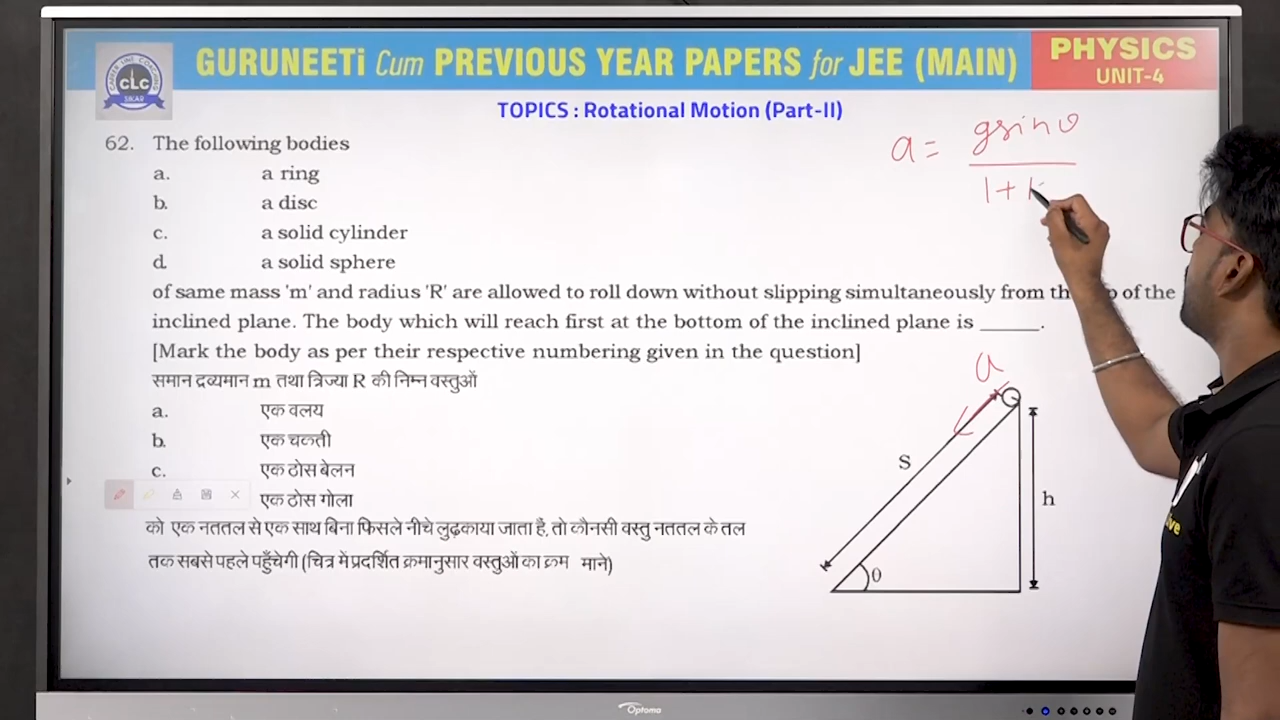 GURUNEETi Cum PREVIOUS YEAR PAPERS for JEE (MAIN)
PHYSICS
UNIT-4
CLC
SIKAR
TOPICS : Rotational Motion (Part-II)
62. The following bodies
a. a ring
b. a disc
c. a solid cylinder
d. a solid sphere
of same mass 'm' and radius 'R' are allowed to roll down without slipping simultaneously from of the
inclined plane. The body which will reach first at the bottom of the inclined plane is ______.
[Mark the body as per their respective numbering given in the question]
समान द्रव्यमान m तथा त्रिज्या R की निम्न वस्तुओं
a. एक वलय
b. एक चकती
c. एक ठोस बेलन
एक ठोस गोला
को एक नततल से एक साथ बिना फिसले नीचे लुढ़काया जाता है, तो कौनसी वस्तु नततल के तल
तक सबसे पहले पहुँचेगी (चित्र में प्रदर्शित क्रमानुसार वस्तुओं का क्रम माने)
a = gsinθ
1 +
a
S
h
θ
Optoma